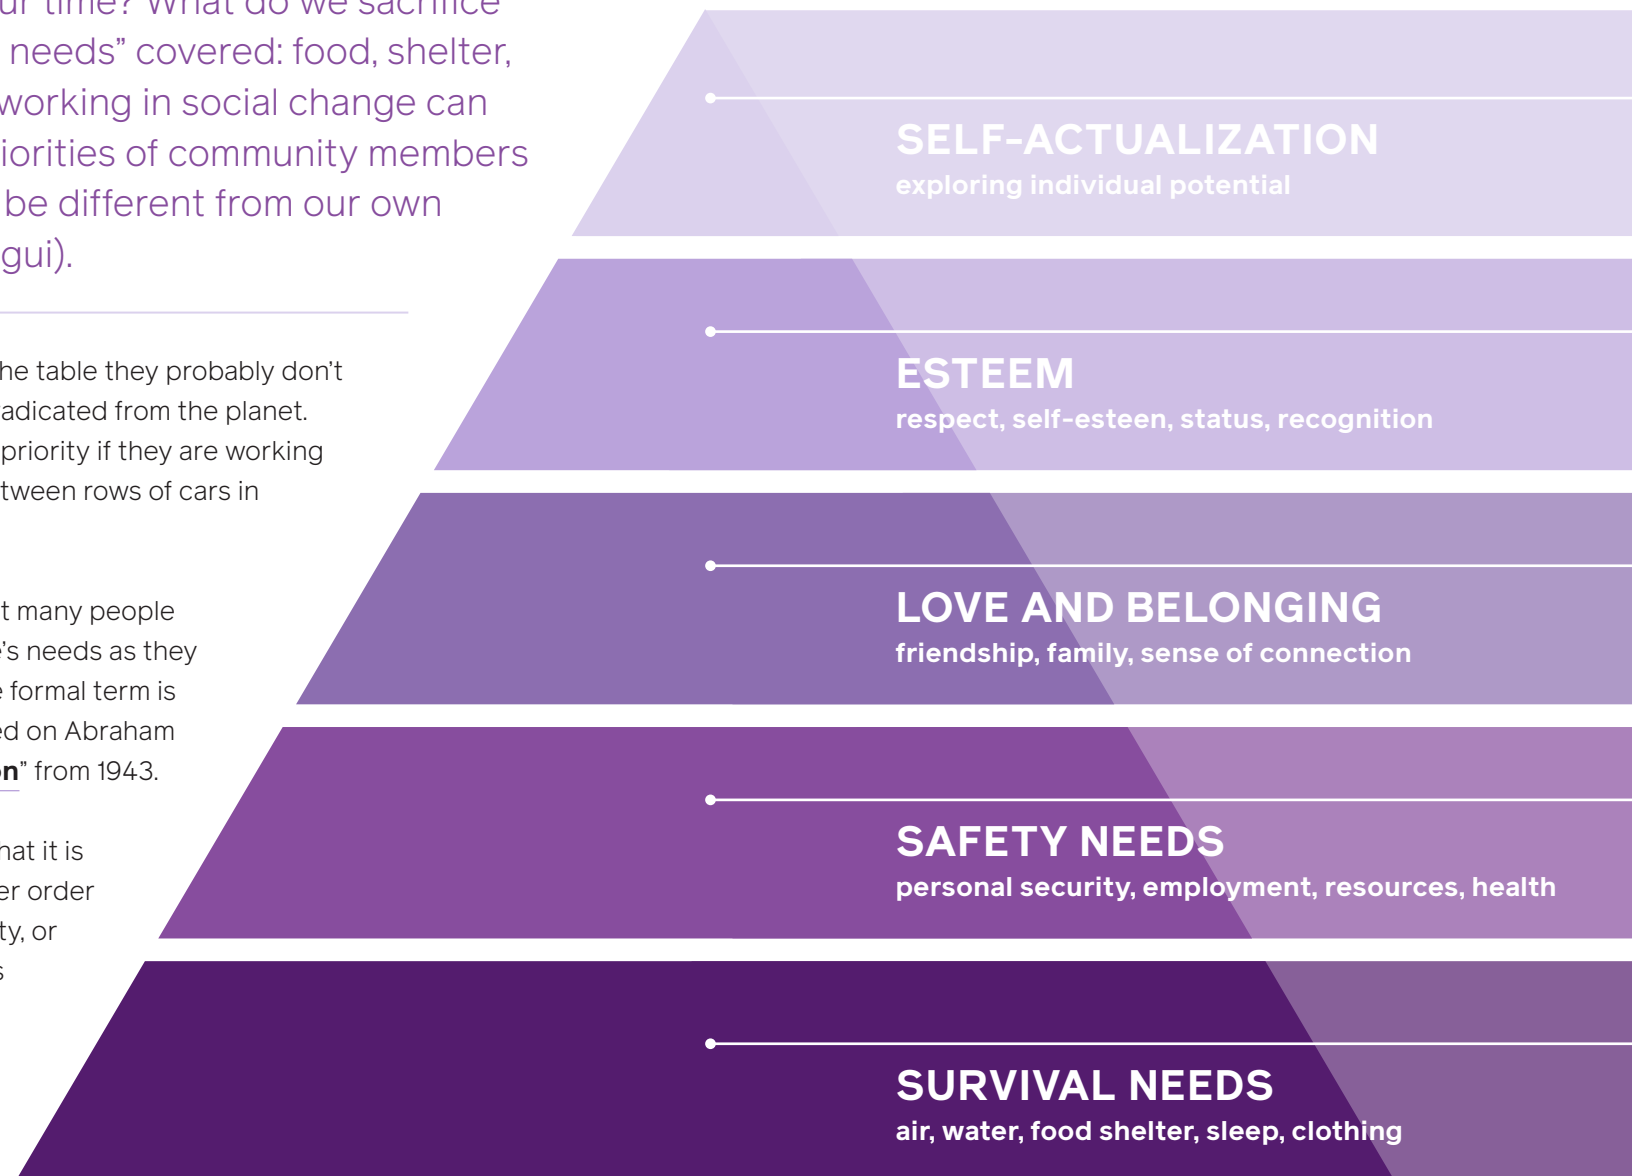 ur time? What do we sacrifice
needs” covered: food, shelter,
working in social change can
iorities of community members
be different from our own
gui).
he table they probably don’t
adicated from the planet.
priority if they are working
tween rows of cars in
t many people
’s needs as they
formal term is
ed on Abraham
on” from 1943.
hat it is
er order
ty, or
s
SELF-ACTUALIZATION
exploring individual potential
ESTEEM
respect, self-esteen, status, recognition
LOVE AND BELONGING
friendship, family, sense of connection
SAFETY NEEDS
personal security, employment, resources, health
SURVIVAL NEEDS
air, water, food shelter, sleep, clothing